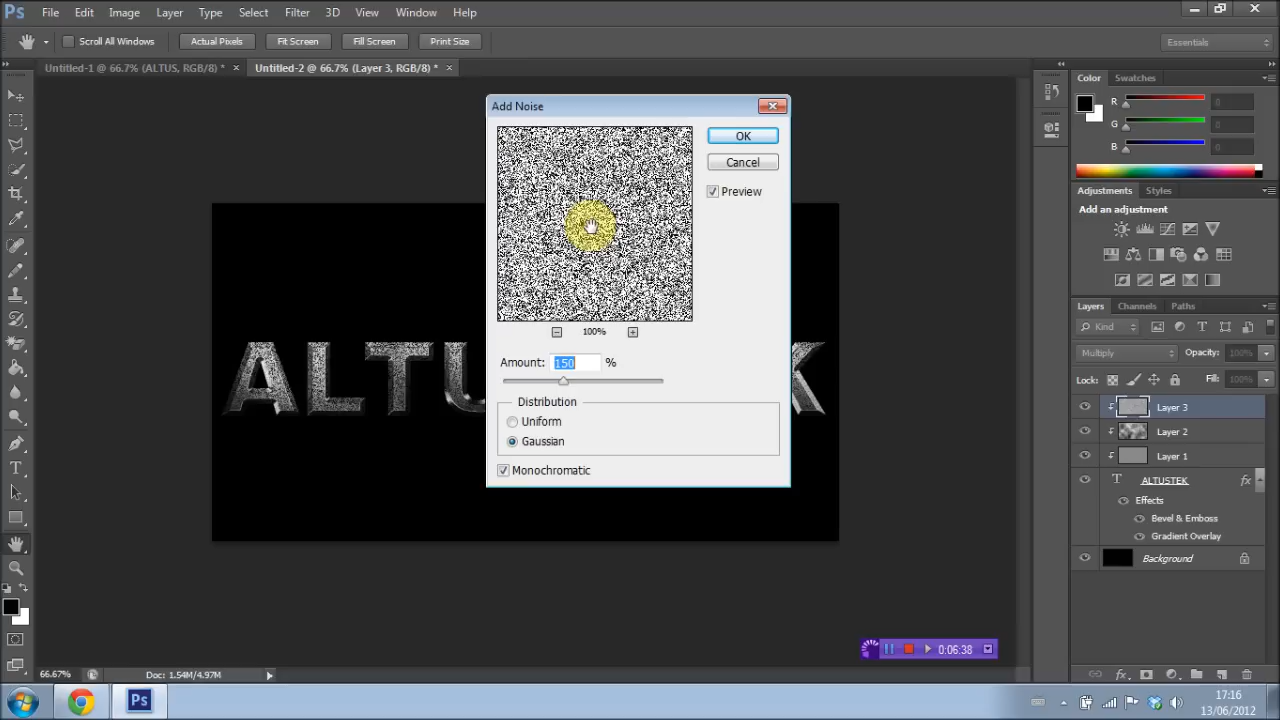 Ps File Edit Image Layer Type Select Filter 3D View Window Help
Scroll All Windows Actual Pixels Fit Screen Fill Screen Print Size Essentials
Untitled-1 @ 66.7% (ALTUS, RGB/8) * × Untitled-2 @ 66.7% (Layer 3, RGB/8) * ×
Color Swatches
R 0
G 0
B 0
Adjustments Styles
Add an adjustment
Layers Channels Paths
Kind
Multiply Opacity: 100%
Lock: Fill: 100%
Layer 3
Layer 2
Layer 1
T ALTUSTEK fx
Effects
Bevel & Emboss
Gradient Overlay
Background
Add Noise
OK
Cancel
Preview
100%
Amount: 150 %
Distribution
Uniform
Gaussian
Monochromatic
ALTU K
0:06:38
66.67% Doc: 1.54M/4.97M
Ps
17:16
13/06/2012